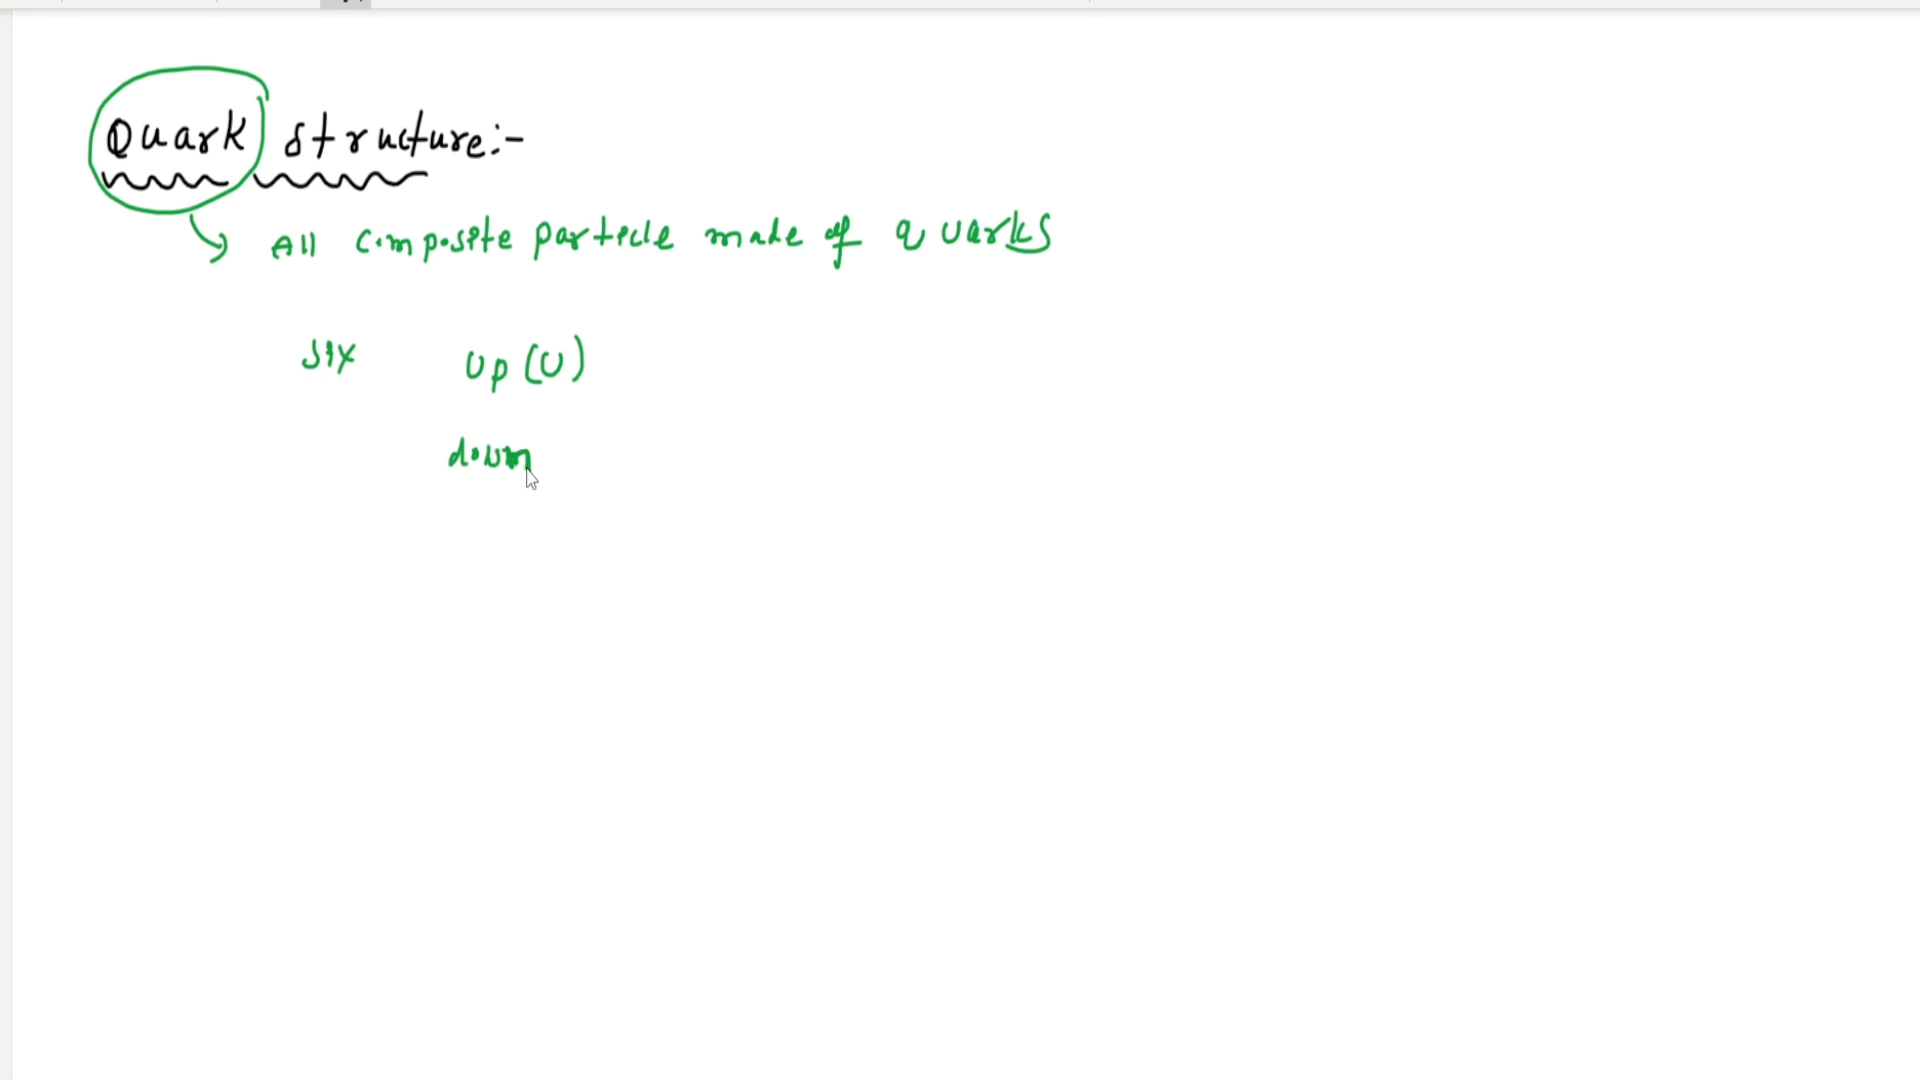 Quark structure:-
All composite particle made of quarks
six up (u)
down